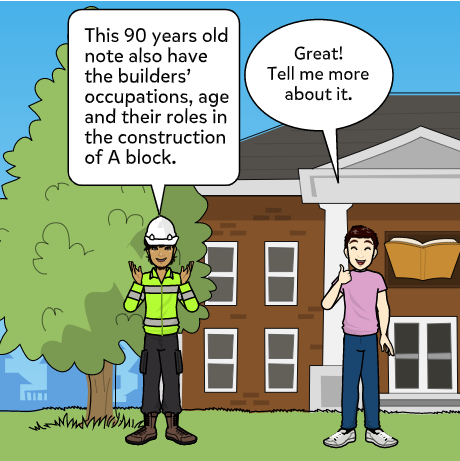 This 90 years old
note also have
the builders'
occupations, age
and their roles in
the construction
of A block.
Great!
Tell me more
about it.